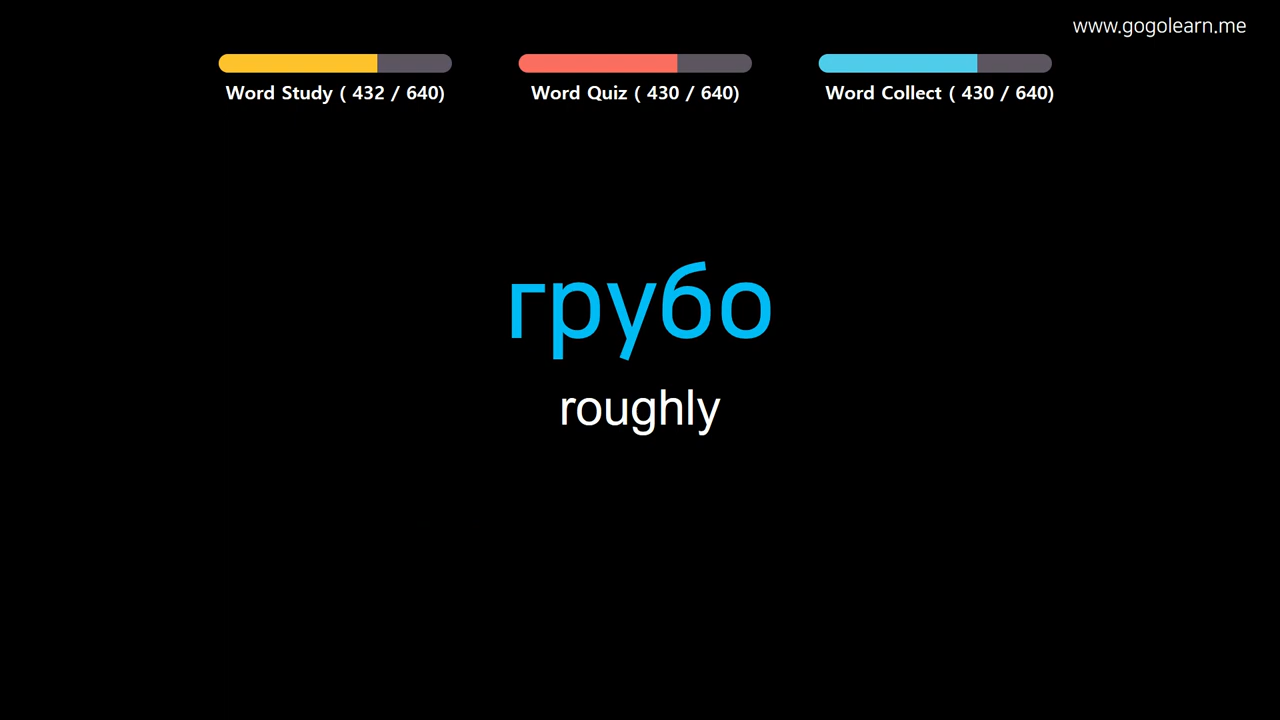 www.gogolearn.me
Word Study ( 432 / 640)
Word Quiz ( 430 / 640)
Word Collect ( 430 / 640)
грубо
roughly